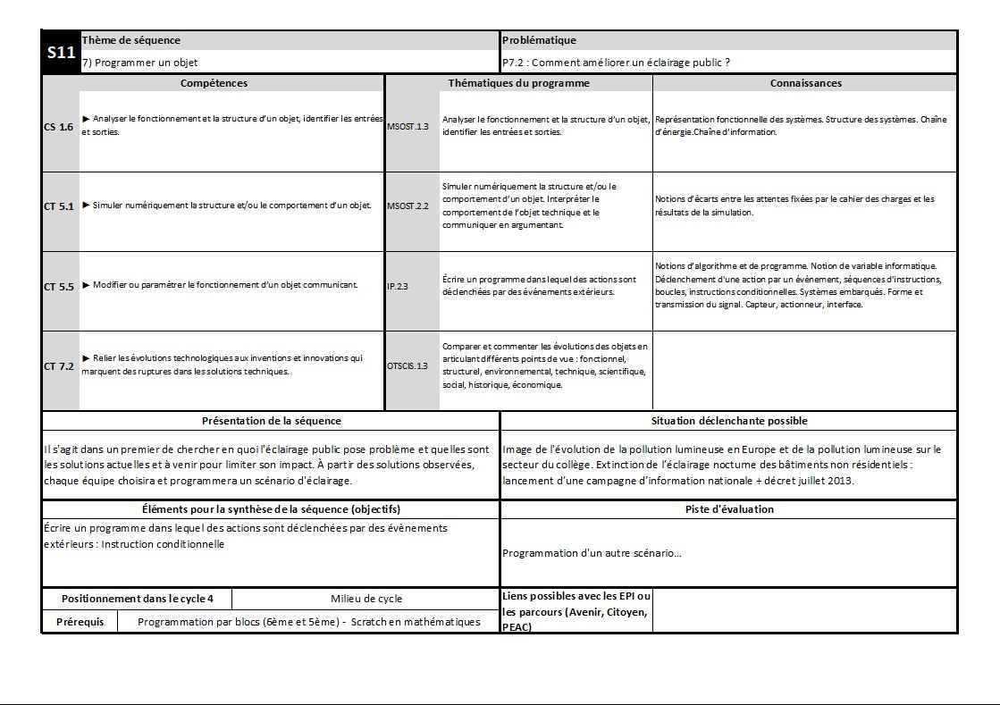 S11
Thème de séquence
Problématique
7) Programmer un objet
P7.2 : Comment améliorer un éclairage public ?
Compétences
Thématiques du programme
Connaissances
CS 1.6
► Analyser le fonctionnement et la structure d'un objet, identifier les entrées
et sorties.
MSOST.1.3
Analyser le fonctionnement et la structure d'un objet,
identifier les entrées et sorties.
Représentation fonctionnelle des systèmes. Structure des systèmes. Chaîne
d'énergie.Chaîne d'information.
CT 5.1
► Simuler numériquement la structure et/ou le comportement d'un objet.
MSOST.2.2
Simuler numériquement la structure et/ou le
comportement d'un objet. Interpréter le
comportement de l'objet technique et le
communiquer en argumentant.
Notions d'écarts entre les attentes fixées par le cahier des charges et les
résultats de la simulation.
CT 5.5
► Modifier ou paramétrer le fonctionnement d'un objet communicant.
IP.2.3
Écrire un programme dans lequel des actions sont
déclenchées par des événements extérieurs.
Notions d'algorithme et de programme. Notion de variable informatique.
Déclenchement d'une action par un événement, séquences d'instructions,
boucles, instructions conditionnelles. Systèmes embarqués. Forme et
transmission du signal. Capteur, actionneur, interface.
CT 7.2
► Relier les évolutions technologiques aux inventions et innovations qui
marquent des ruptures dans les solutions techniques.
OTSCIS.1.3
Comparer et commenter les évolutions des objets en
articulant différents points de vue : fonctionnel,
structurel, environnemental, technique, scientifique,
social, historique, économique.
Présentation de la séquence
Situation déclenchante possible
Il s'agit dans un premier de chercher en quoi l'éclairage public pose problème et quelles sont
les solutions actuelles et à venir pour limiter son impact. À partir des solutions observées,
chaque équipe choisira et programmera un scénario d'éclairage.
Image de l'évolution de la pollution lumineuse en Europe et de la pollution lumineuse sur le
secteur du collège. Extinction de l'éclairage nocturne des bâtiments non résidentiels :
lancement d'une campagne d'information nationale + décret juillet 2013.
Éléments pour la synthèse de la séquence (objectifs)
Piste d'évaluation
Écrire un programme dans lequel des actions sont déclenchées par des évènements
extérieurs : Instruction conditionnelle
Programmation d'un autre scénario...
Positionnement dans le cycle 4
Milieu de cycle
Liens possibles avec les EPI ou
les parcours (Avenir, Citoyen,
PEAC)
Prérequis
Programmation par blocs (6ème et 5ème) - Scratch en mathématiques